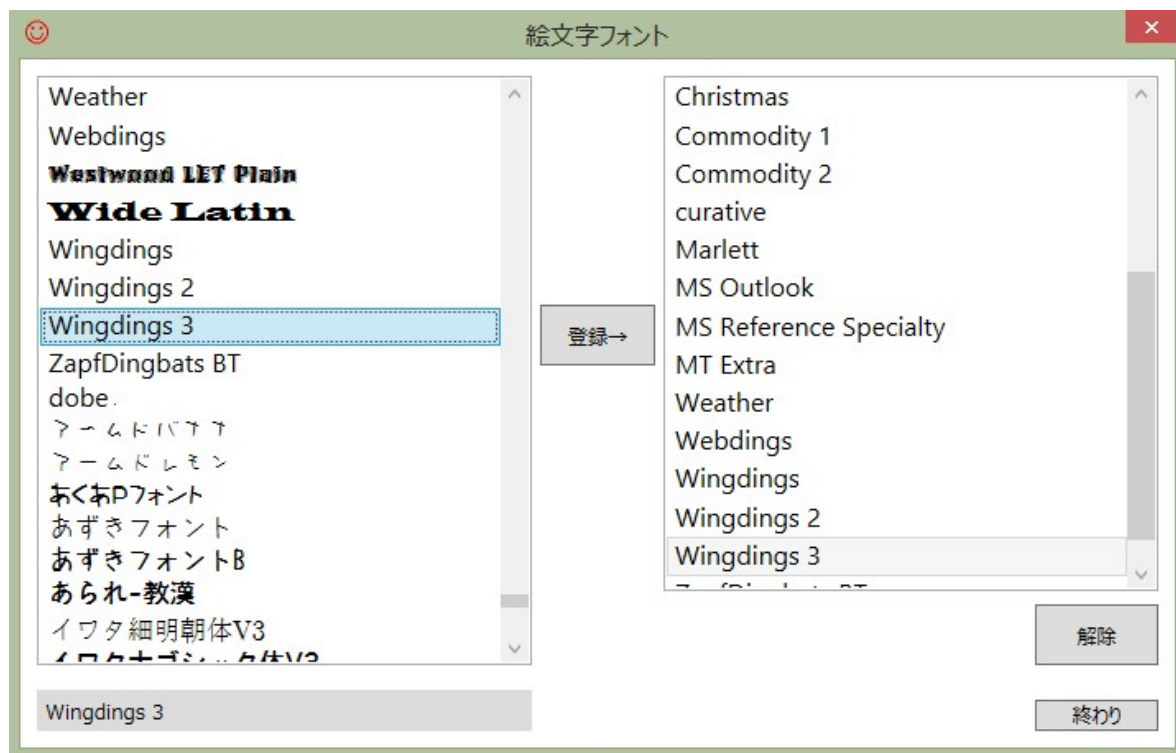 絵文字フォント
Weather
Webdings
Westwood LET Plain
Wide Latin
Wingdings
Wingdings 2
Wingdings 3
ZapfDingbats BT
dobe
アームドバナナ
アームドレモン
あくあPフォント
あずきフォント
あずきフォントB
あられ-教漢
イワタ細明朝体V3
Wingdings 3
登録→
Christmas
Commodity 1
Commodity 2
curative
Marlett
MS Outlook
MS Reference Specialty
MT Extra
Weather
Webdings
Wingdings
Wingdings 2
Wingdings 3
解除
終わり